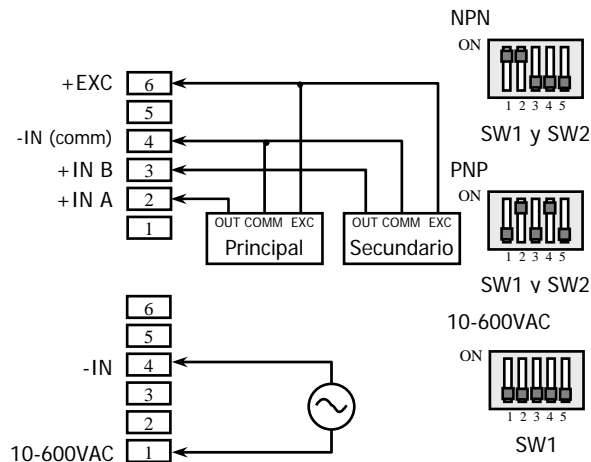 NPN
ON
1 2 3 4 5
SW1 y SW2
+EXC 6
5
-IN (comm) 4
+IN B 3
+IN A 2
1
OUT COMM EXC
Principal
OUT COMM EXC
Secundario
PNP
ON
1 2 3 4 5
SW1 y SW2
6
5
-IN 4
3
2
10-600VAC 1
10-600VAC
ON
1 2 3 4 5
SW1